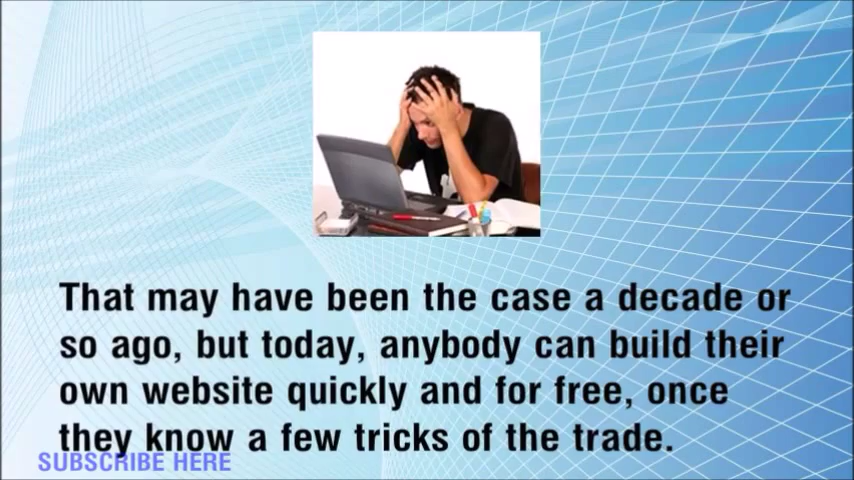 That may have been the case a decade or
so ago, but today, anybody can build their
own website quickly and for free, once
they know a few tricks of the trade.
SUBSCRIBE HERE